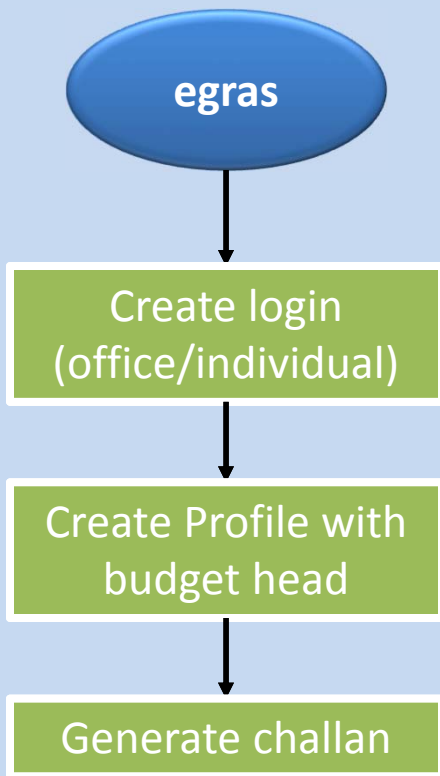 egras
Create login
(office/individual)
Create Profile with
budget head
Generate challan